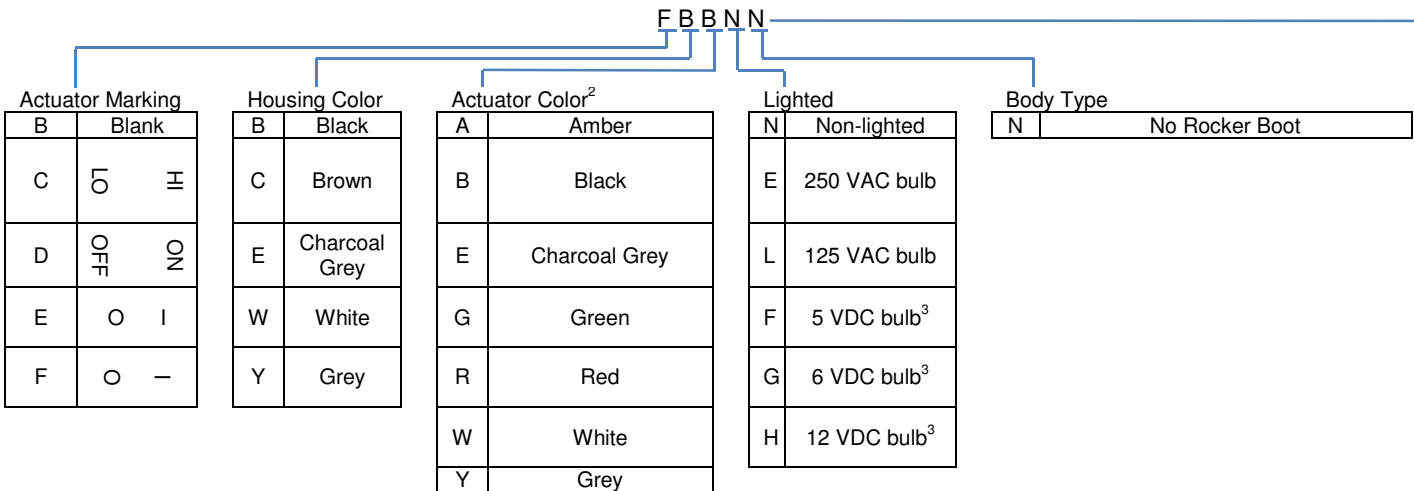 F B B N N
Actuator Marking
B Blank
C LO HI
D OFF ON
E O I
F O I
Housing Color
B Black
C Brown
E Charcoal
Grey
W White
Y Grey
Actuator Color²
A Amber
B Black
E Charcoal Grey
G Green
R Red
W White
Y Grey
Lighted
N Non-lighted
E 250 VAC bulb
L 125 VAC bulb
F 5 VDC bulb³
G 6 VDC bulb³
H 12 VDC bulb³
Body Type
N No Rocker Boot